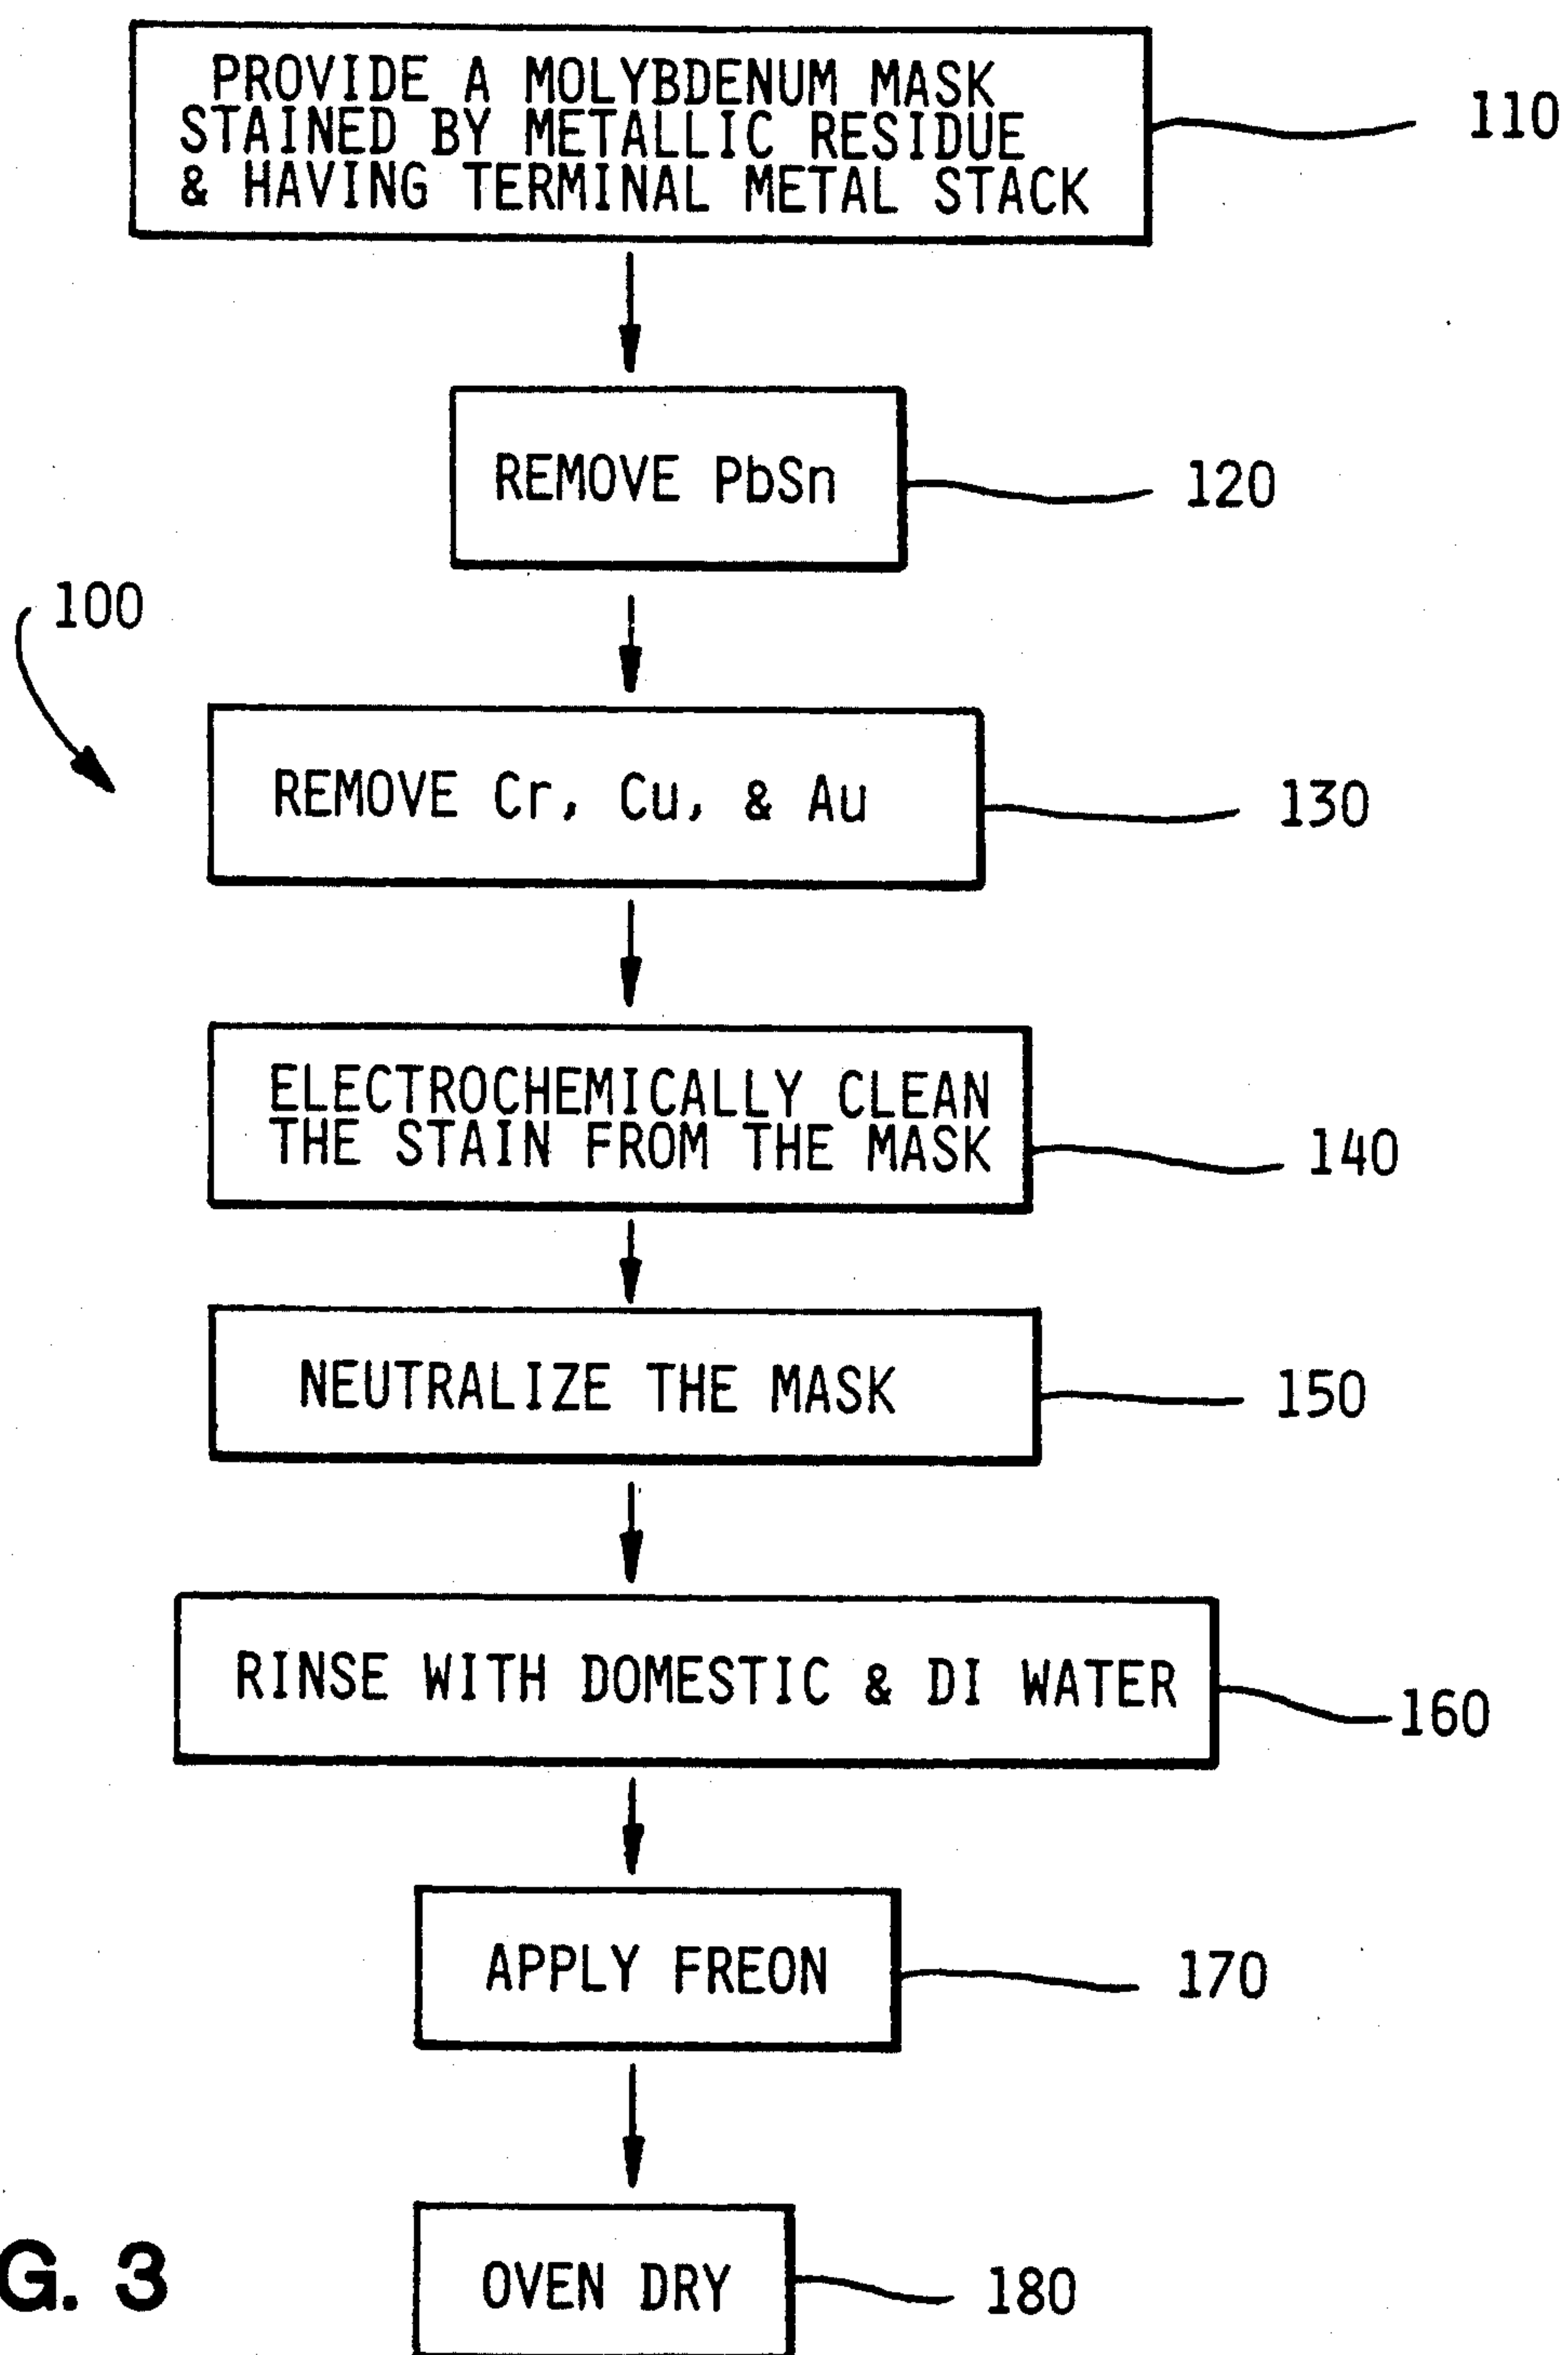 PROVIDE A MOLYBDENUM MASK
STAINED BY METALLIC RESIDUE
& HAVING TERMINAL METAL STACK
110
REMOVE PbSn
120
100
REMOVE Cr, Cu, & Au
130
ELECTROCHEMICALLY CLEAN
THE STAIN FROM THE MASK
140
NEUTRALIZE THE MASK
150
RINSE WITH DOMESTIC & DI WATER
160
APPLY FREON
170
OVEN DRY
180
G. 3